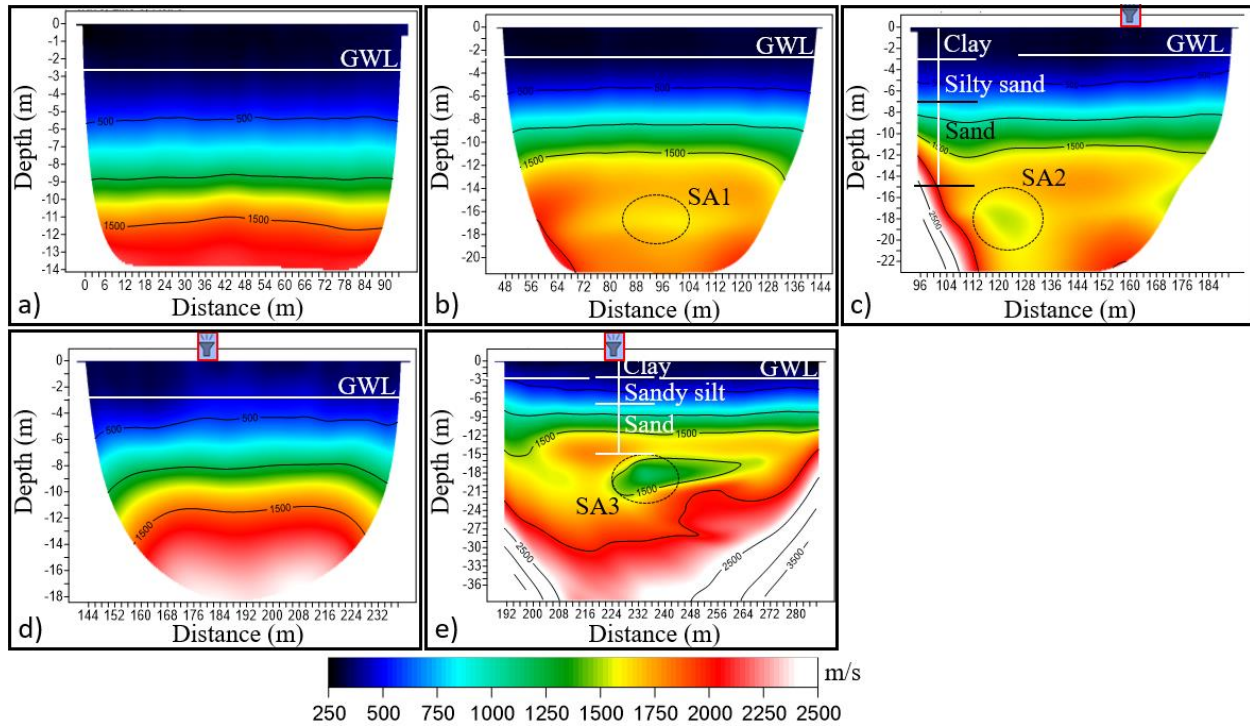 GWL
500
1500
Depth (m)
0
-1
-2
-3
-4
-5
-6
-7
-8
-9
-10
-11
-12
-13
-14
0 6 12 18 24 30 36 42 48 54 60 66 72 78 84 90
a) Distance (m)
GWL
500
1500
1500
SA1
Depth (m)
0
-2
-4
-6
-8
-10
-12
-14
-16
-18
-20
48 56 64 72 80 88 96 104 112 120 128 136 144
b) Distance (m)
Clay
GWL
Silty sand
500
Sand
1500
1500
SA2
2500
Depth (m)
0
-2
-4
-6
-8
-10
-12
-14
-16
-18
-20
-22
96 104 112 120 128 136 144 152 160 168 176 184
c) Distance (m)
GWL
500
500
1500
1500
Depth (m)
0
-2
-4
-6
-8
-10
-12
-14
-16
-18
144 152 160 168 176 184 192 200 208 216 224 232
d) Distance (m)
Clay
GWL
Sandy silt
Sand
1500
1500
1500
SA3
2500
2500
3500
Depth (m)
0
-3
-6
-9
-12
-15
-18
-21
-24
-27
-30
-33
-36
192 200 208 216 224 232 240 248 256 264 272 280
e) Distance (m)
m/s
250 500 750 1000 1250 1500 1750 2000 2250 2500